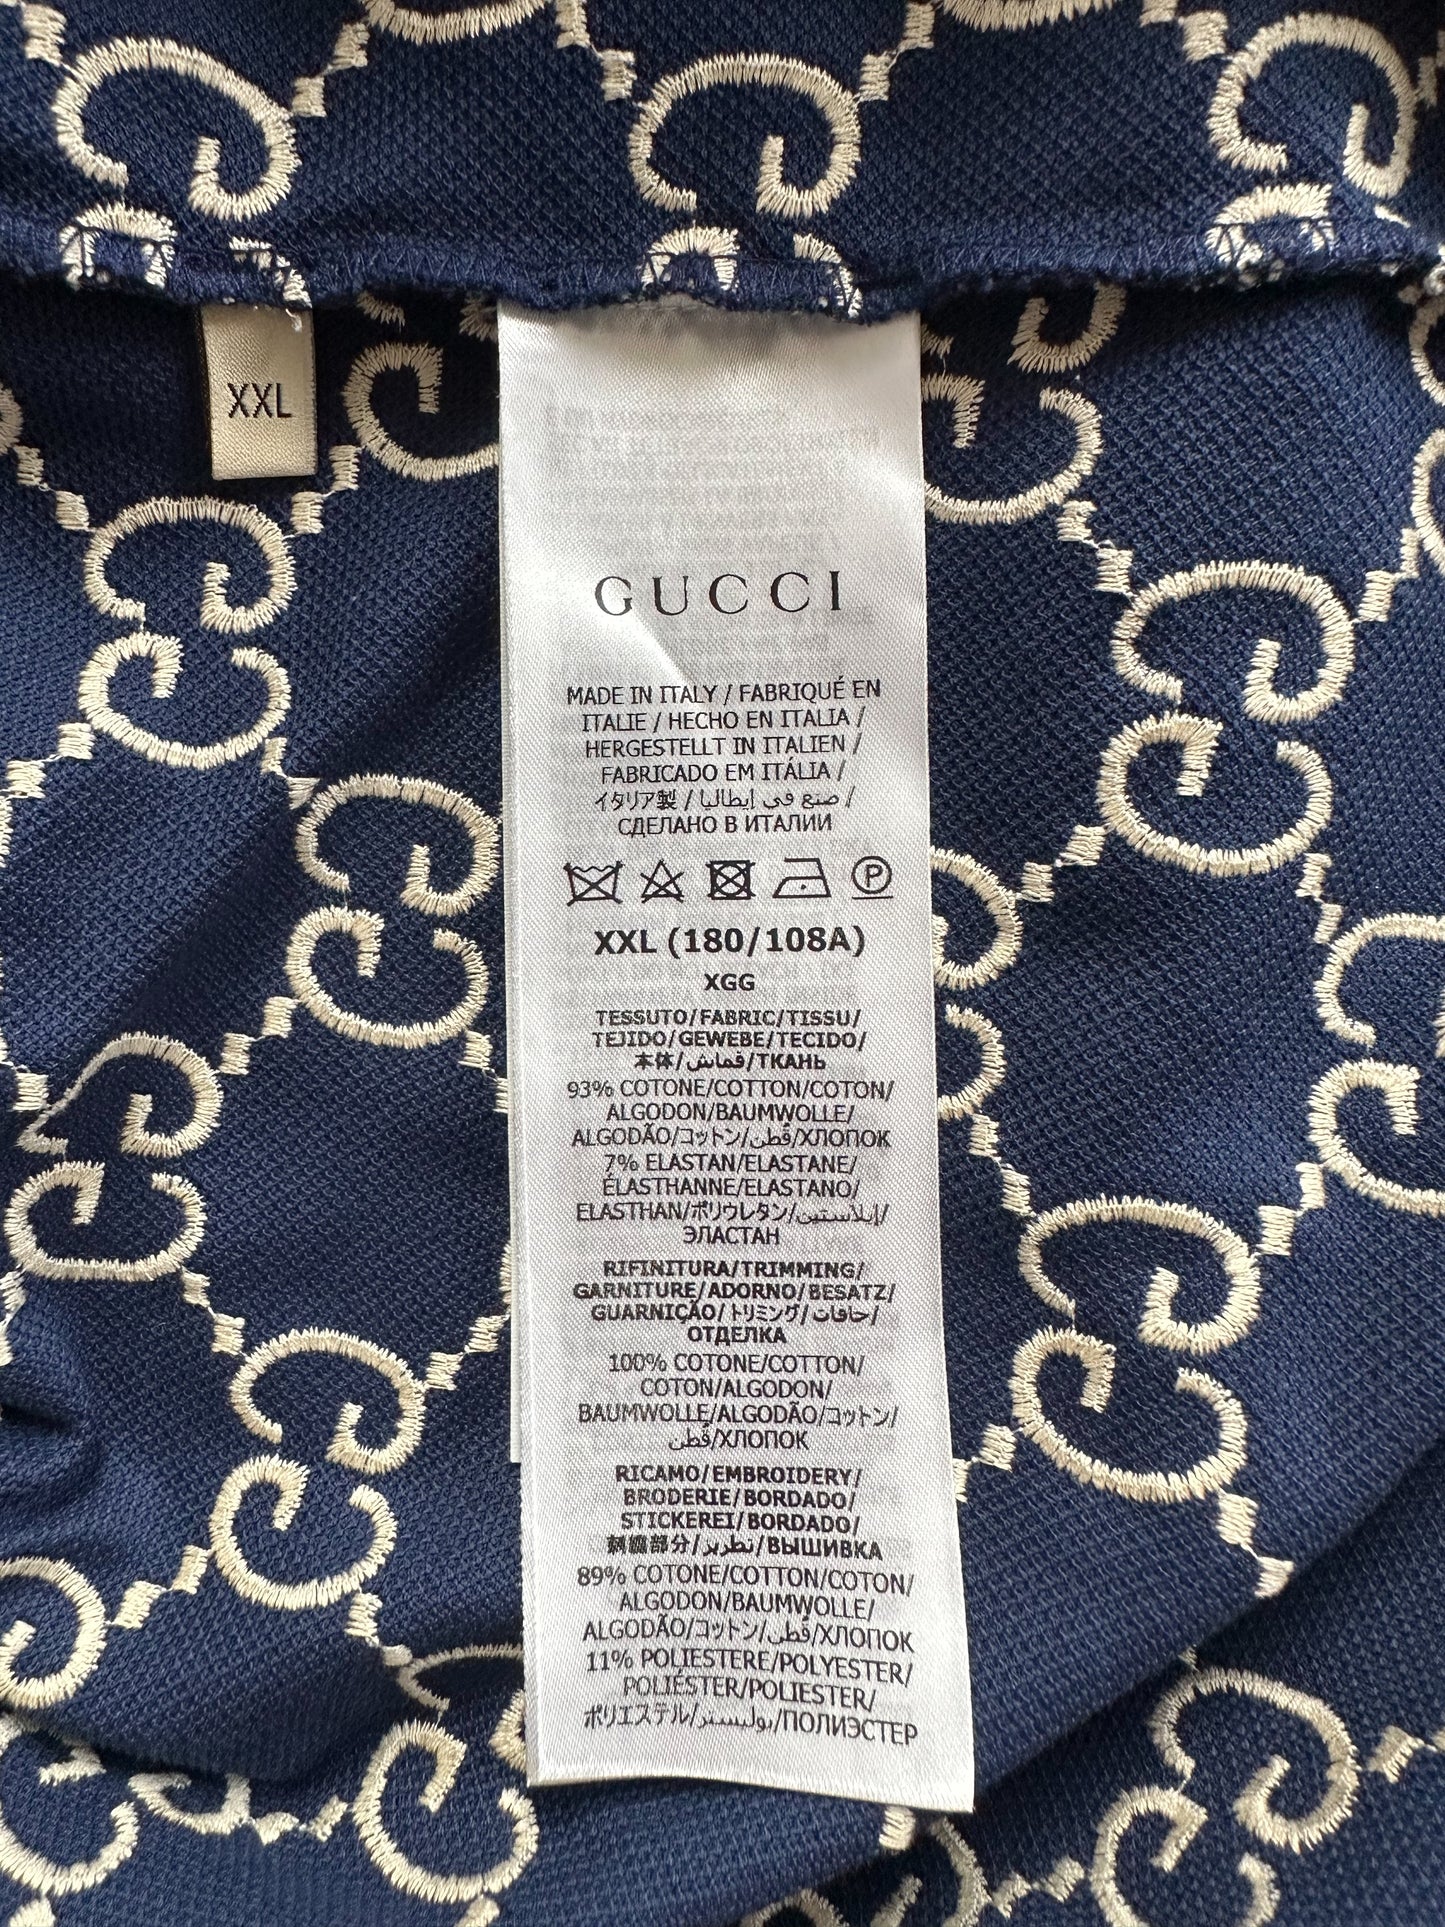 XXL
GUCCI
MADE IN ITALY / FABRIQUÉ EN
ITALIE / HECHO EN ITALIA /
HERGESTELLT IN ITALIEN /
FABRICADO EM ITÁLIA /
イタリア製 / صنع في إيطاليا /
СДЕЛАНО В ИТАЛИИ
P
XXL (180/108A)
XGG
TESSUTO/FABRIC/TISSU/
TEJIDO/GEWEBE/TECIDO/
本体/قماش/ТКАНЬ
93% COTONE/COTTON/COTON/
ALGODON/BAUMWOLLE/
ALGODÃO/コットン/قطن/ХЛОПОК
7% ELASTAN/ELASTANE/
ÉLASTHANNE/ELASTANO/
ELASTHAN/ポリウレタン/إيلاستين/
ЭЛАСТАН
RIFINITURA/TRIMMING/
GARNITURE/ADORNO/BESATZ/
GUARNIÇÃO/トリミング/حافات/
ОТДЕЛКА
100% COTONE/COTTON/
COTON/ALGODON/
BAUMWOLLE/ALGODÃO/コットン/
قطن/ХЛОПОК
RICAMO/EMBROIDERY/
BRODERIE/BORDADO/
STICKEREI/BORDADO/
刺繍部分/تطريز/ВЫШИВКА
89% COTONE/COTTON/COTON/
ALGODON/BAUMWOLLE/
ALGODÃO/コットン/قطن/ХЛОПОК
11% POLIESTERE/POLYESTER/
POLIÉSTER/POLIESTER/
ポリエステル/بوليستر/ПОЛИЭСТЕР